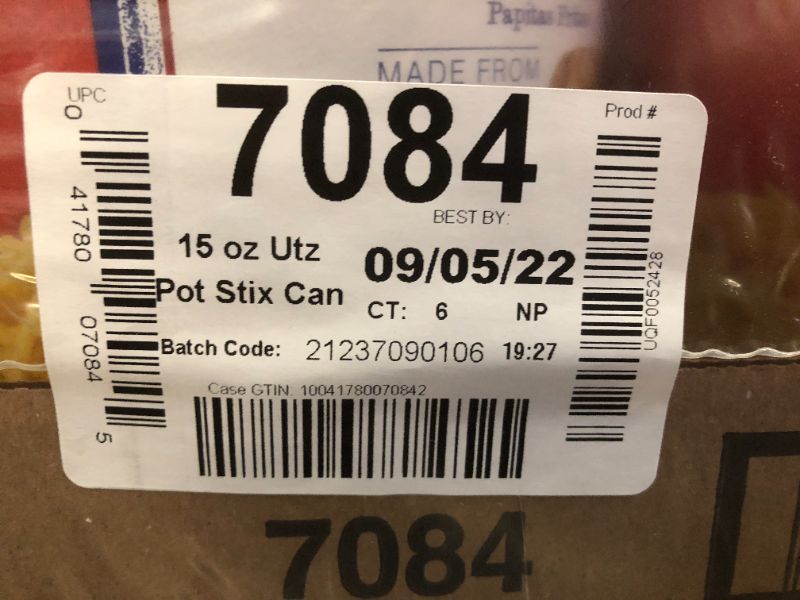 Papitas Fritas
MADE FROM
UPC
0 41780 07084 5
7084
Prod #
BEST BY:
15 oz Utz
09/05/22
Pot Stix Can
CT: 6 NP
UQF0052428
Batch Code: 21237090106 19:27
Case GTIN: 10041780070842
7084